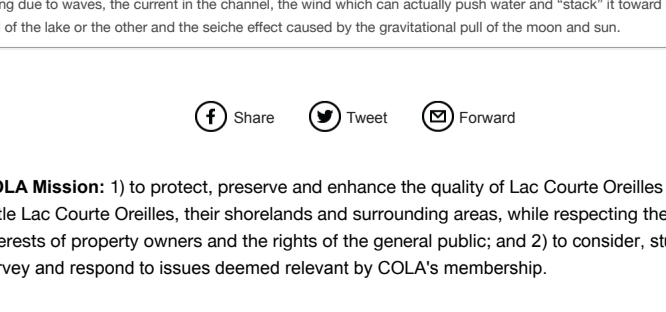 ng due to waves, the current in the channel, the wind which can actually push water and "stack" it toward
of the lake or the other and the seiche effect caused by the gravitational pull of the moon and sun.
Share Tweet Forward
OLA Mission: 1) to protect, preserve and enhance the quality of Lac Courte Oreilles
tle Lac Courte Oreilles, their shorelands and surrounding areas, while respecting the
erests of property owners and the rights of the general public; and 2) to consider, stu
rvey and respond to issues deemed relevant by COLA's membership.